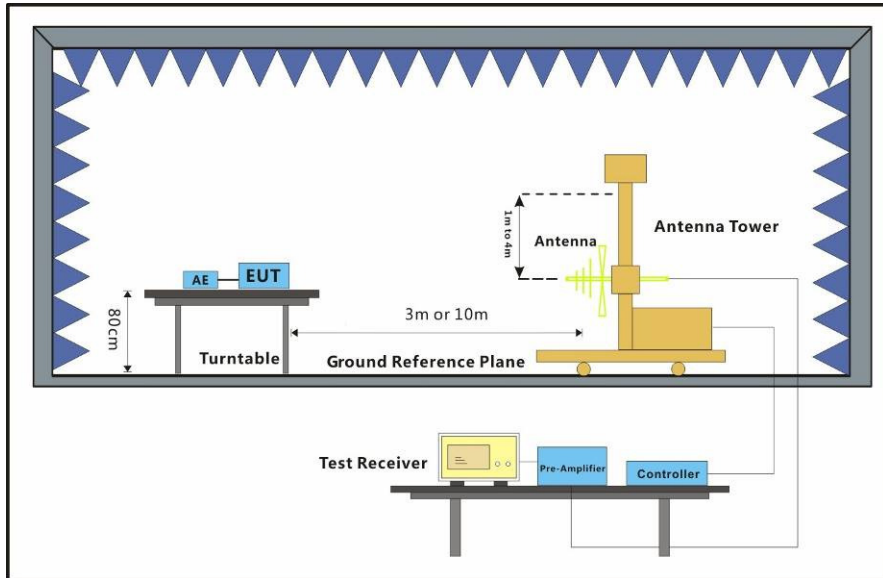 1m to 4m
Antenna
Antenna Tower
AE
EUT
80cm
3m or 10m
Turntable
Ground Reference Plane
Test Receiver
Pre-Amplifier
Controller